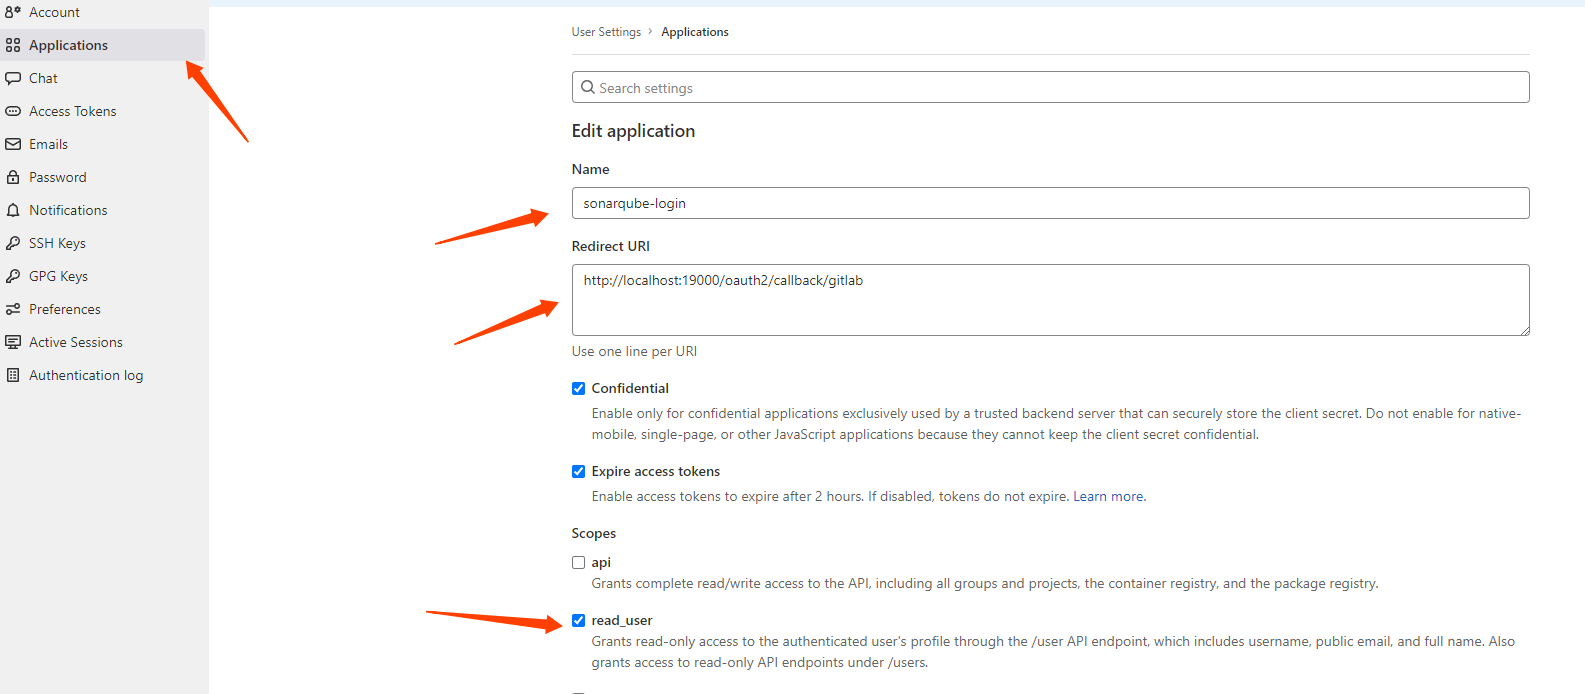 Account
Applications
Chat
Access Tokens
Emails
Password
Notifications
SSH Keys
GPG Keys
Preferences
Active Sessions
Authentication log
User Settings › Applications
Search settings
Edit application
Name
sonarqube-login
Redirect URI
http://localhost:19000/oauth2/callback/gitlab
Use one line per URI
Confidential
Enable only for confidential applications exclusively used by a trusted backend server that can securely store the client secret. Do not enable for native-
mobile, single-page, or other JavaScript applications because they cannot keep the client secret confidential.
Expire access tokens
Enable access tokens to expire after 2 hours. If disabled, tokens do not expire. Learn more.
Scopes
api
Grants complete read/write access to the API, including all groups and projects, the container registry, and the package registry.
read_user
Grants read-only access to the authenticated user's profile through the /user API endpoint, which includes username, public email, and full name. Also
grants access to read-only API endpoints under /users.